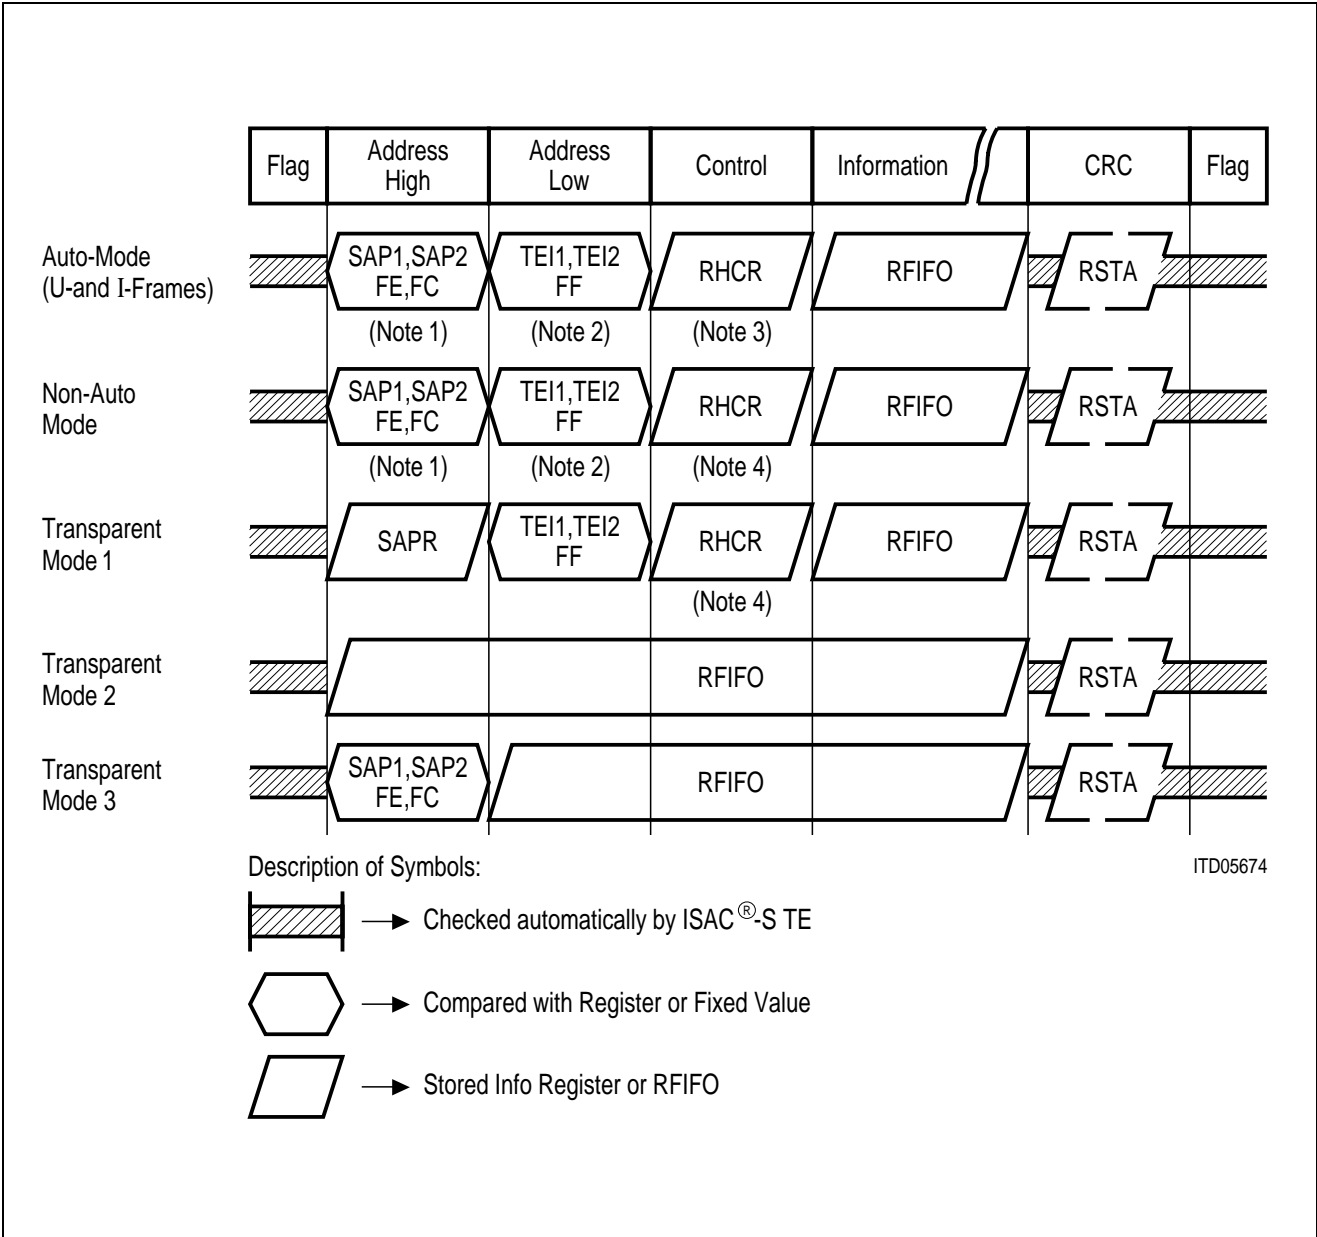 Flag Address High Address Low Control Information CRC Flag
Auto-Mode (U-and I-Frames) SAP1,SAP2 FE,FC TEI1,TEI2 FF RHCR RFIFO RSTA
(Note 1) (Note 2) (Note 3)
Non-Auto Mode SAP1,SAP2 FE,FC TEI1,TEI2 FF RHCR RFIFO RSTA
(Note 1) (Note 2) (Note 4)
Transparent Mode 1 SAPR TEI1,TEI2 FF RHCR RFIFO RSTA
(Note 4)
Transparent Mode 2 RFIFO RSTA
Transparent Mode 3 SAP1,SAP2 FE,FC RFIFO RSTA
Description of Symbols: ITD05674
Checked automatically by ISAC®-S TE
Compared with Register or Fixed Value
Stored Info Register or RFIFO